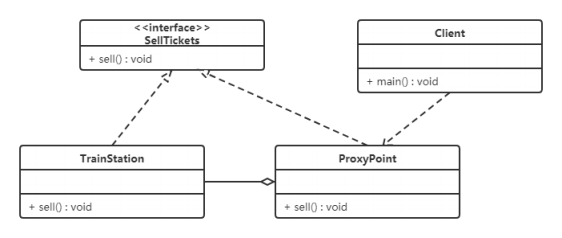 <<interface>>
SellTickets
+ sell() : void
Client
+ main() : void
TrainStation
+ sell() : void
ProxyPoint
+ sell() : void